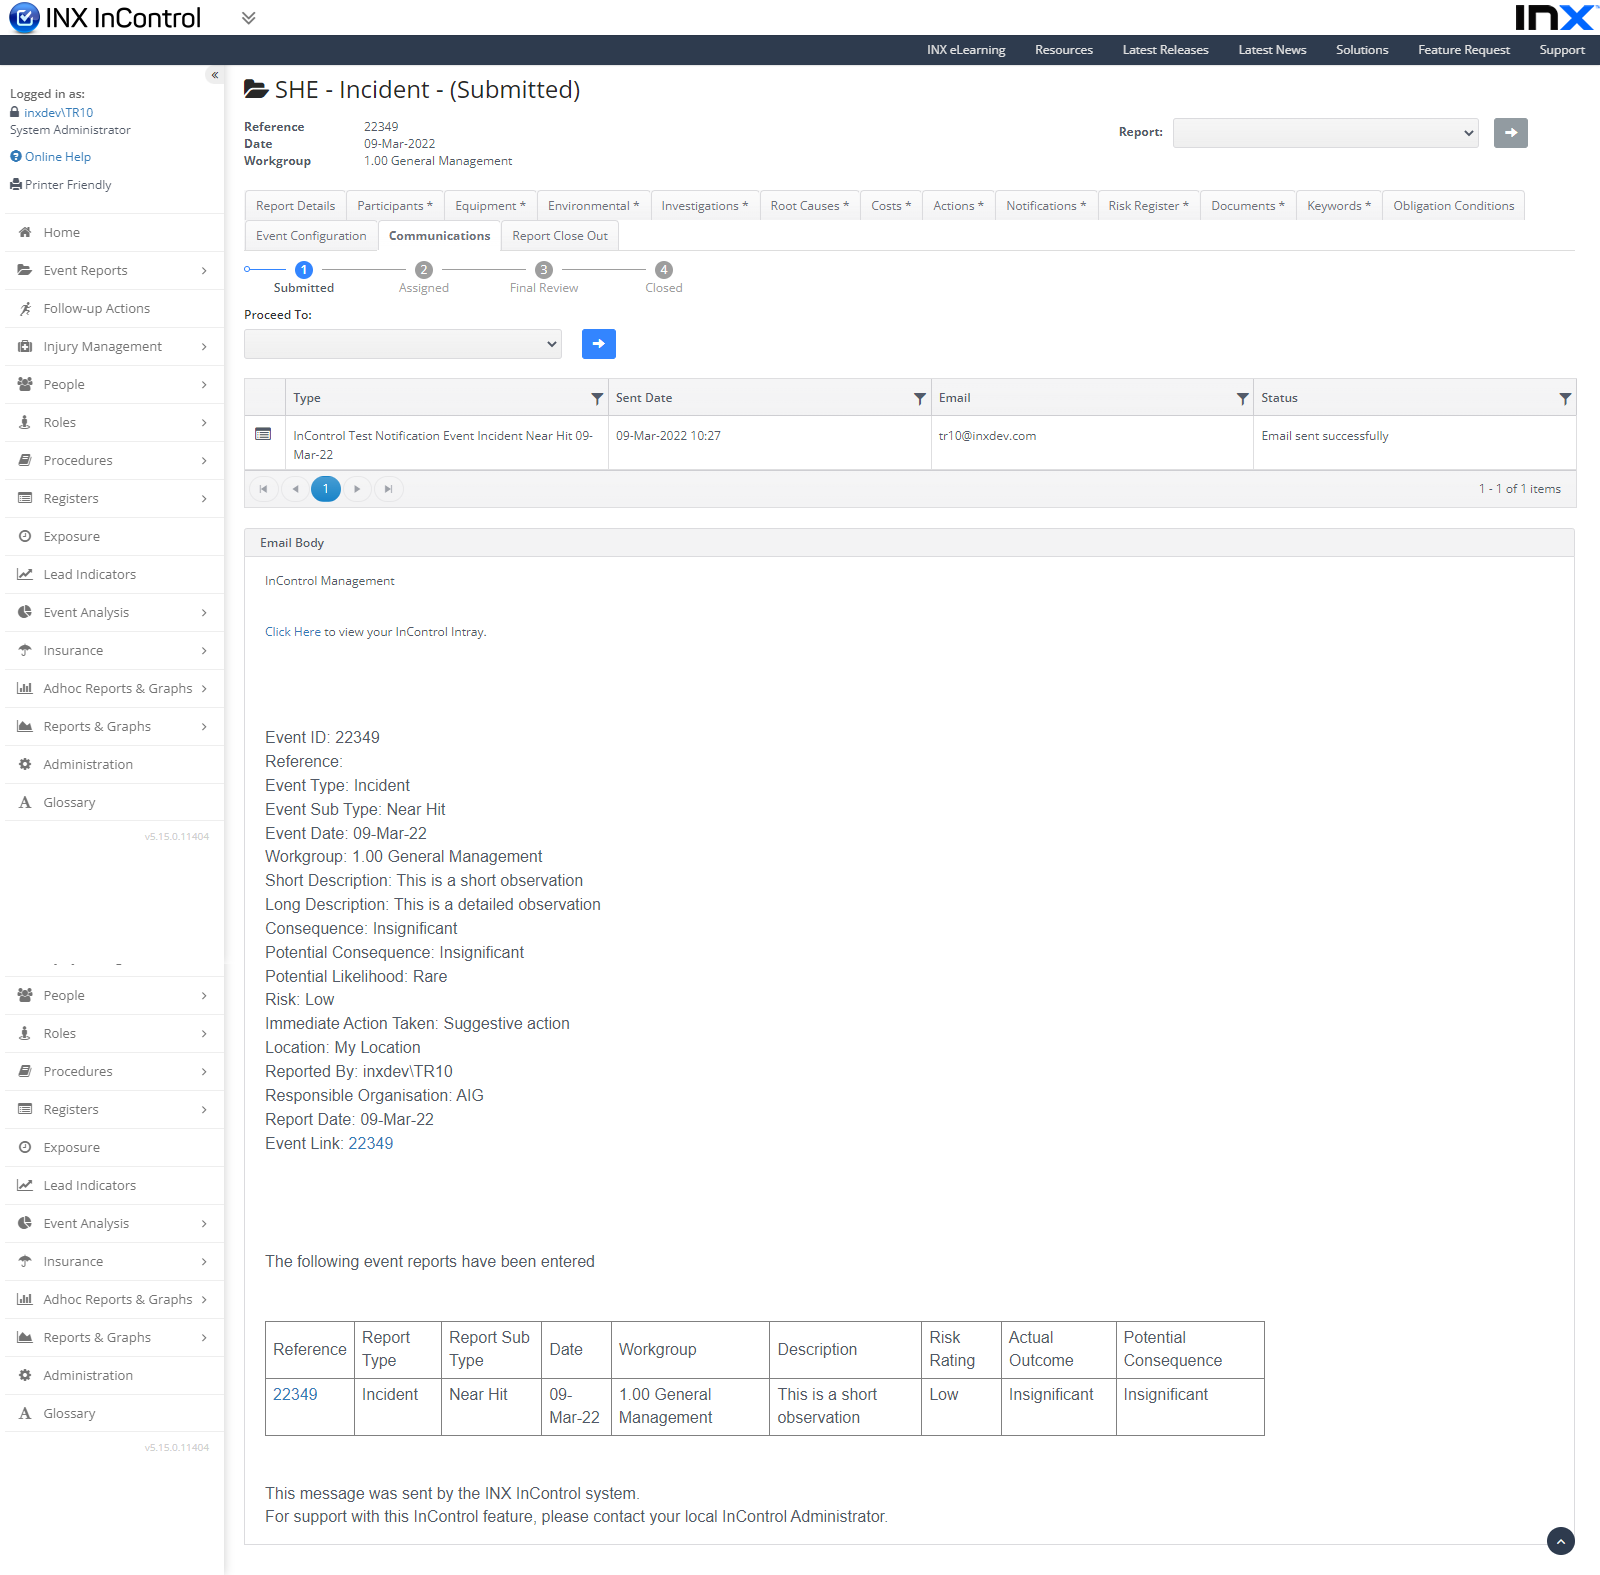 INX InControl
INX
INX eLearning Resources Latest Releases Latest News Solutions Feature Request Support
Logged in as:
inxdev\TR10
System Administrator
Online Help
Printer Friendly
Home
Event Reports
Follow-up Actions
Injury Management
People
Roles
Procedures
Registers
Exposure
Lead Indicators
Event Analysis
Insurance
Adhoc Reports & Graphs
Reports & Graphs
Administration
Glossary
v5.15.0.11404
People
Roles
Procedures
Registers
Exposure
Lead Indicators
Event Analysis
Insurance
Adhoc Reports & Graphs
Reports & Graphs
Administration
Glossary
v5.15.0.11404
SHE - Incident - (Submitted)
Reference 22349
Date 09-Mar-2022
Workgroup 1.00 General Management
Report:
Report Details Participants * Equipment * Environmental * Investigations * Root Causes * Costs * Actions * Notifications * Risk Register * Documents * Keywords * Obligation Conditions
Event Configuration Communications Report Close Out
1 2 3 4
Submitted Assigned Final Review Closed
Proceed To:
Type Sent Date Email Status
InControl Test Notification Event Incident Near Hit 09- 09-Mar-2022 10:27 tr10@inxdev.com Email sent successfully
Mar-22
1 1 - 1 of 1 items
Email Body
InControl Management
Click Here to view your InControl Intray.
Event ID: 22349
Reference:
Event Type: Incident
Event Sub Type: Near Hit
Event Date: 09-Mar-22
Workgroup: 1.00 General Management
Short Description: This is a short observation
Long Description: This is a detailed observation
Consequence: Insignificant
Potential Consequence: Insignificant
Potential Likelihood: Rare
Risk: Low
Immediate Action Taken: Suggestive action
Location: My Location
Reported By: inxdev\TR10
Responsible Organisation: AIG
Report Date: 09-Mar-22
Event Link: 22349
The following event reports have been entered
Reference Report Type Report Sub Type Date Workgroup Description Risk Rating Actual Outcome Potential Consequence
22349 Incident Near Hit 09-Mar-22 1.00 General Management This is a short observation Low Insignificant Insignificant
This message was sent by the INX InControl system.
For support with this InControl feature, please contact your local InControl Administrator.